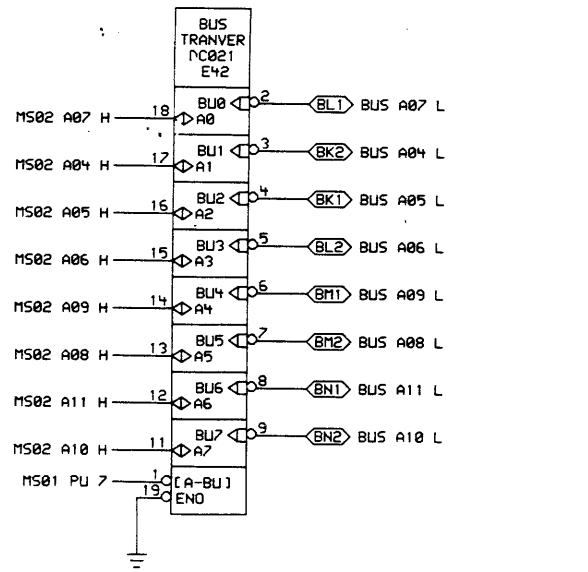 BUS
TRANVER
DC021
E42
BU0 2 BL1 BUS A07 L
MS02 A07 H 18 A0
BU1 3 BK2 BUS A04 L
MS02 A04 H 17 A1
BU2 4 BK1 BUS A05 L
MS02 A05 H 16 A2
BU3 5 BL2 BUS A06 L
MS02 A06 H 15 A3
BU4 6 BM1 BUS A09 L
MS02 A09 H 14 A4
BU5 7 BM2 BUS A08 L
MS02 A08 H 13 A5
BU6 8 BN1 BUS A11 L
MS02 A11 H 12 A6
BU7 9 BN2 BUS A10 L
MS02 A10 H 11 A7
MS01 PU 7 1 [A-BU]
19 ENO